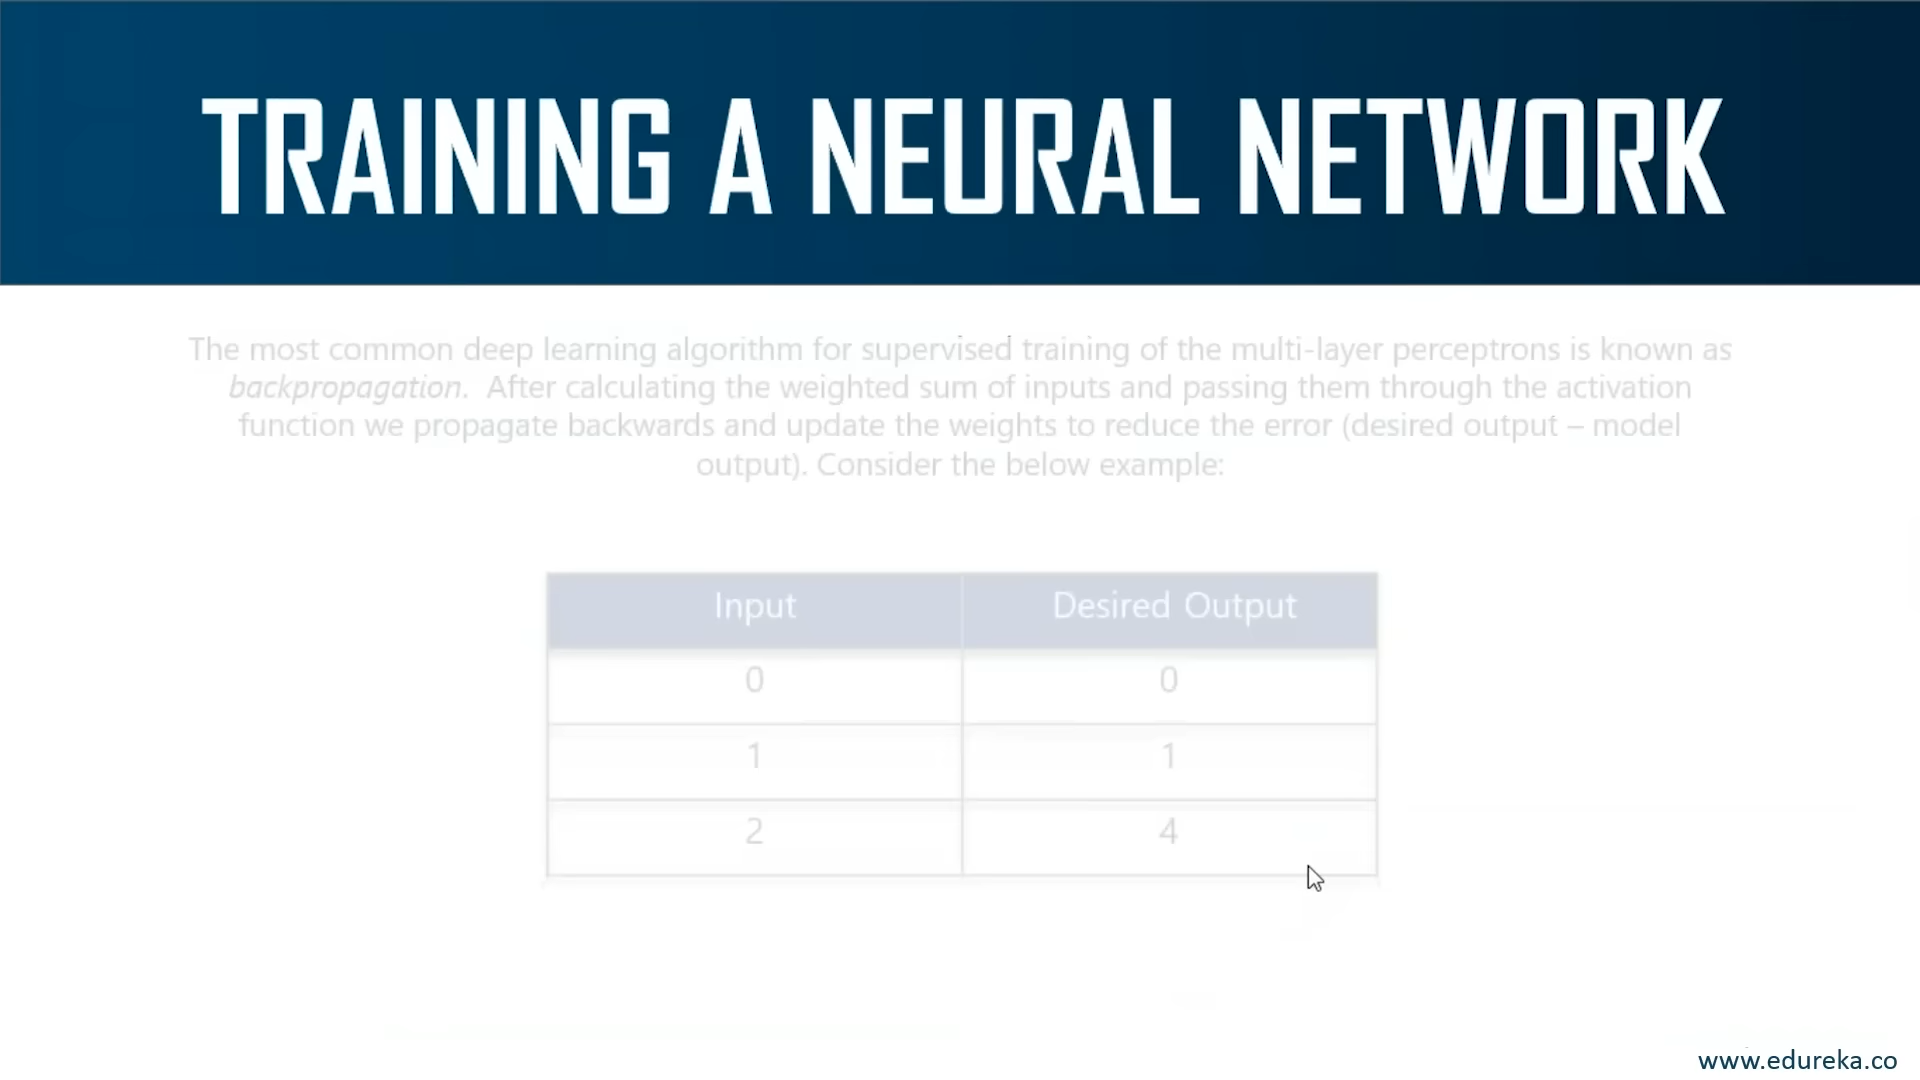 TRAINING A NEURAL NETWORK
The most common deep learning algorithm for supervised training of the multi-layer perceptrons is known as
backpropagation.  After calculating the weighted sum of inputs and passing them through the activation
function we propagate backwards and update the weights to reduce the error (desired output – model
output). Consider the below example:
Input Desired Output
0 0
1 1
2 4
www.edureka.co